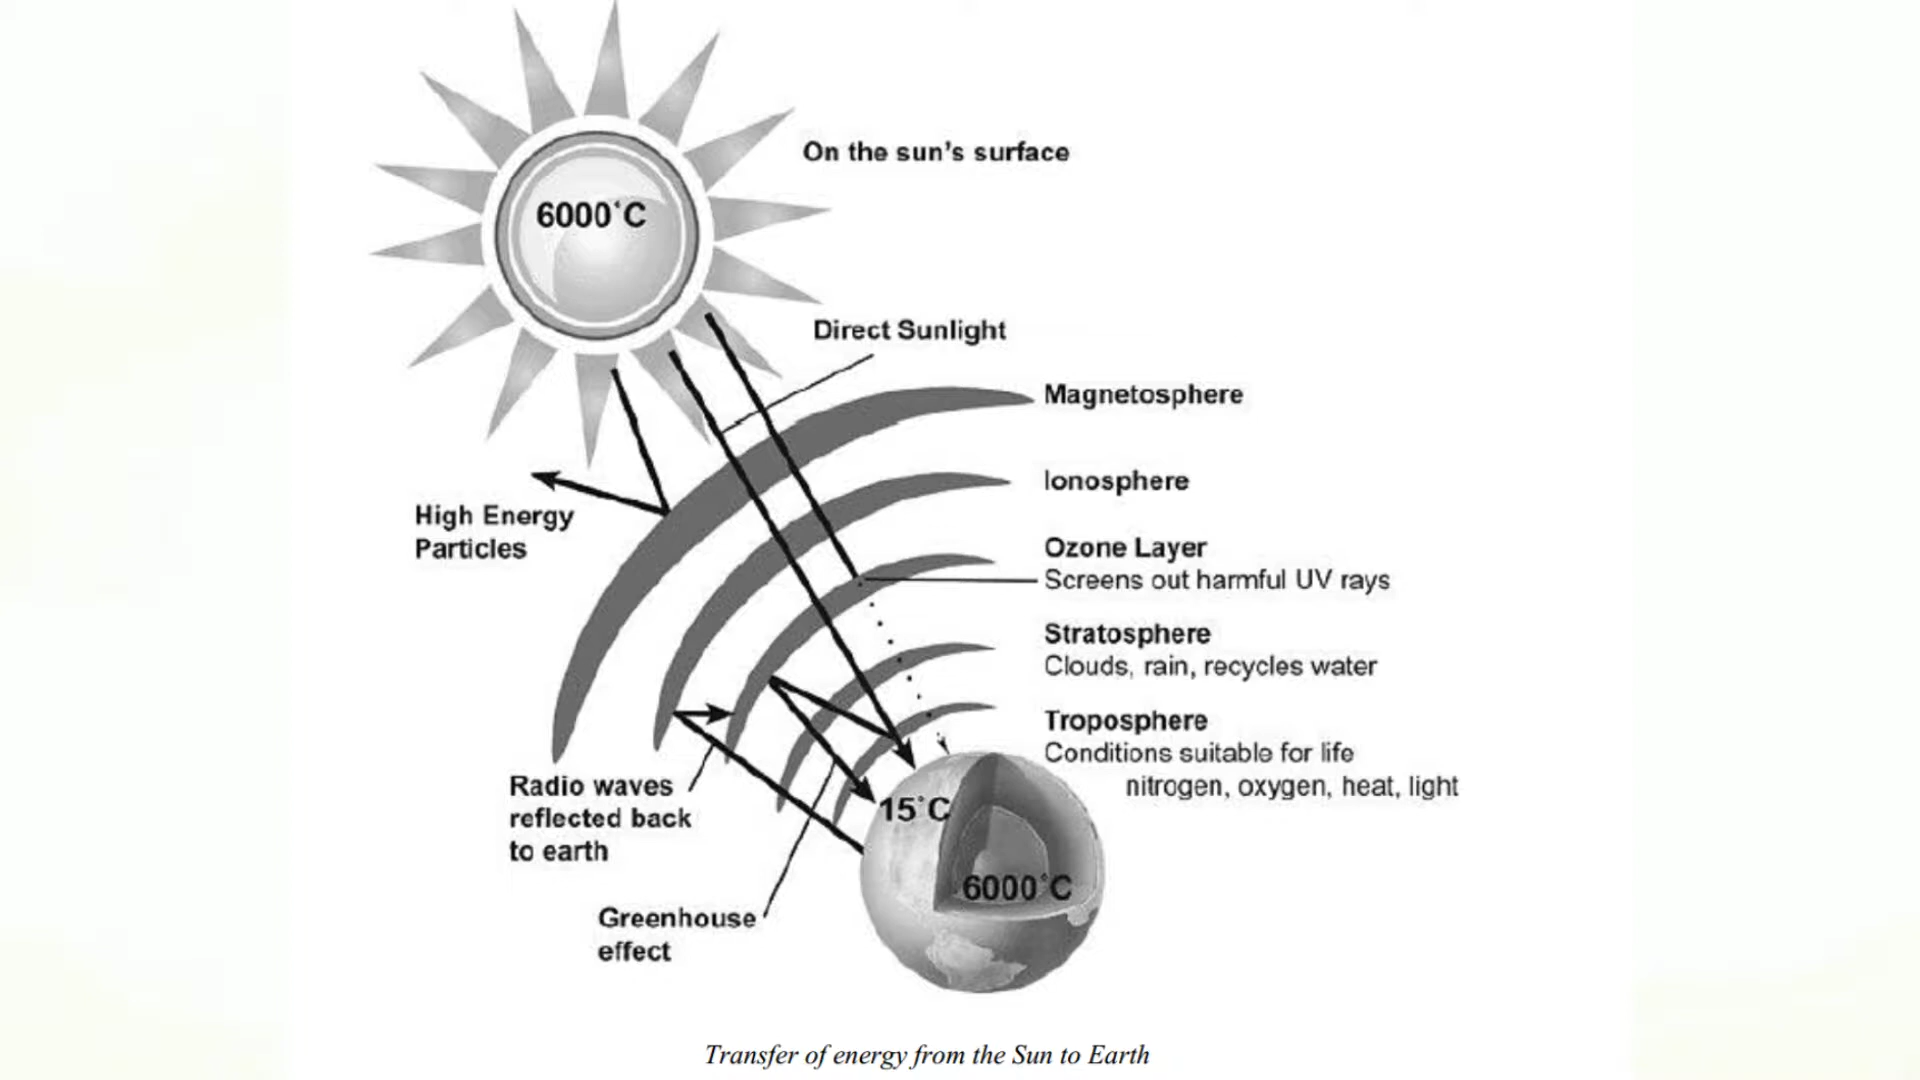 On the sun's surface
6000°C
Direct Sunlight
Magnetosphere
Ionosphere
High Energy
Particles
Ozone Layer
Screens out harmful UV rays
Stratosphere
Clouds, rain, recycles water
Troposphere
Conditions suitable for life
nitrogen, oxygen, heat, light
Radio waves
reflected back
to earth
15°C
6000°C
Greenhouse
effect
Transfer of energy from the Sun to Earth